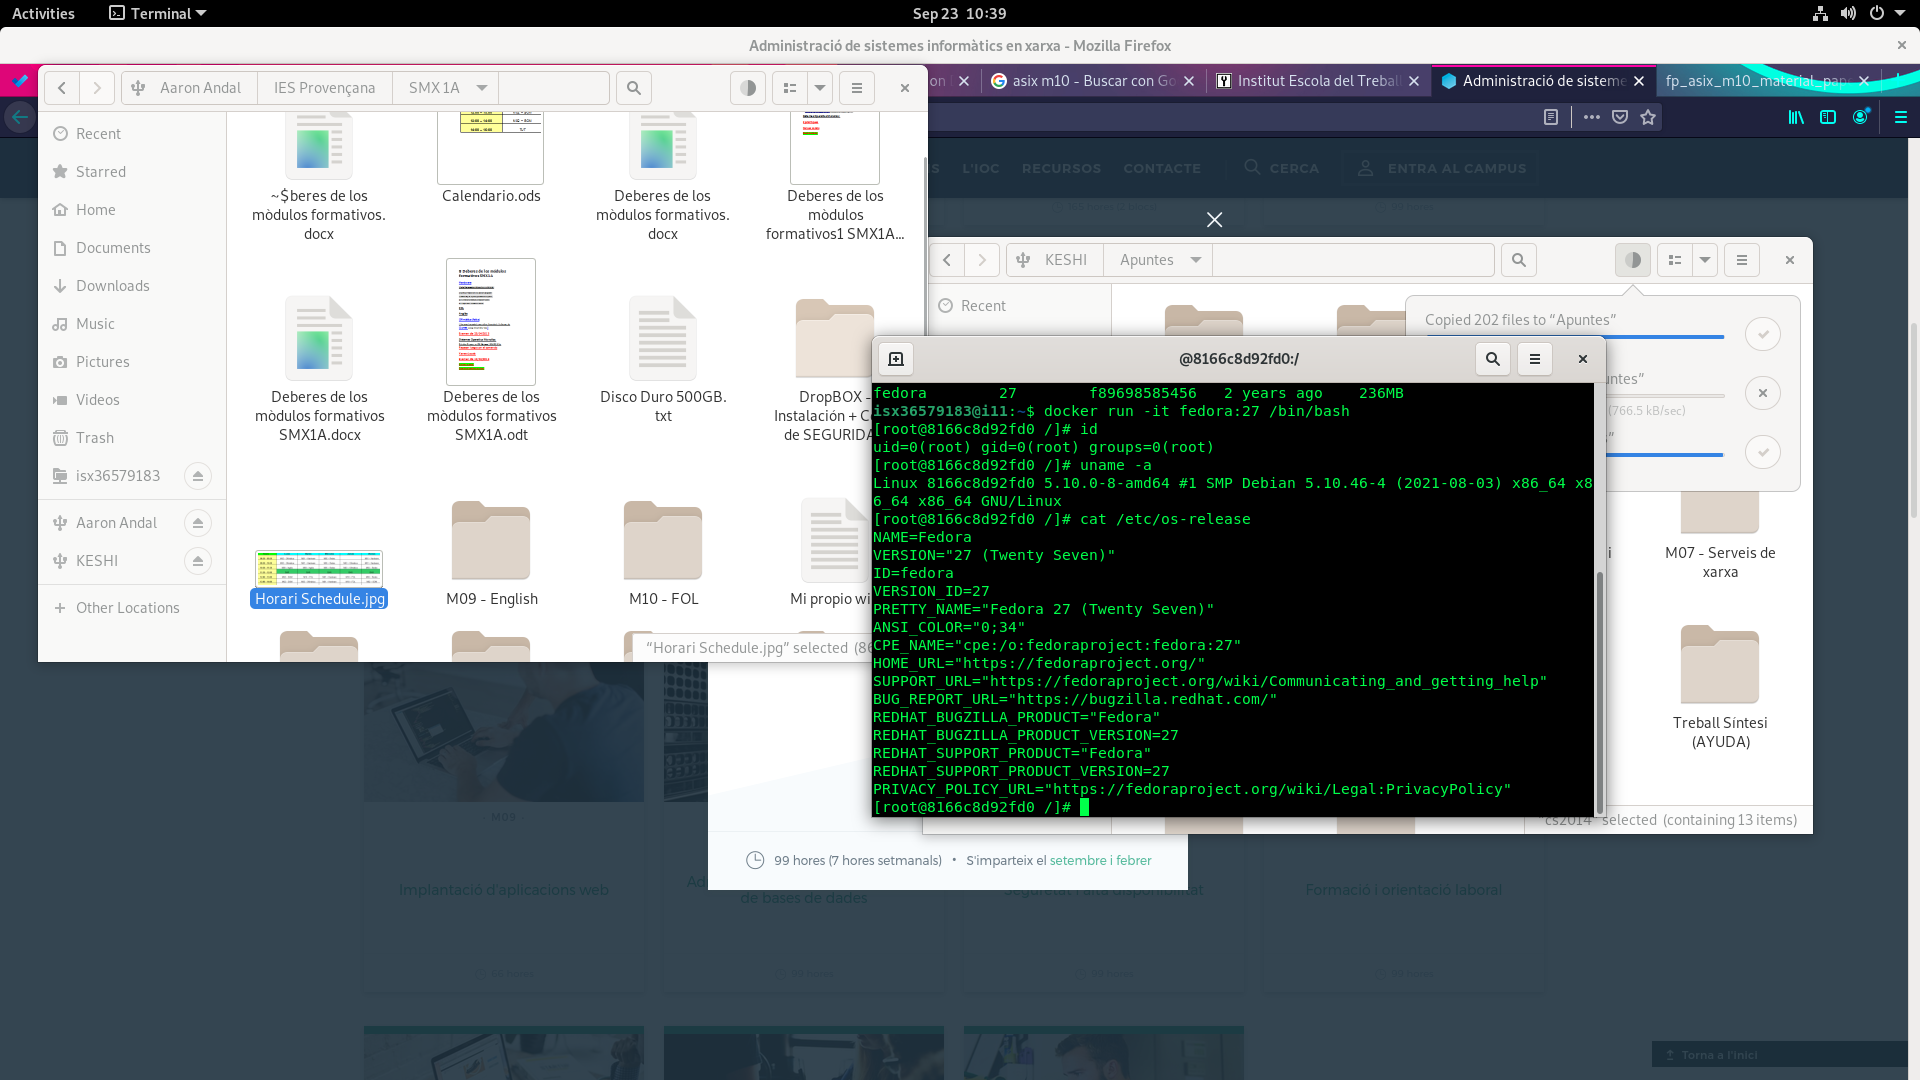 Activities
Terminal
Sep 23 10:39
Administració de sistemes informàtics en xarxa - Mozilla Firefox
Aaron Andal
IES Provençana
SMX 1A
asix m10 - Buscar con Go
Institut Escola del Trebal
Administració de sisteme
fp_asix_m10_material_pap
L'IOC
RECURSOS
CONTACTE
CERCA
ENTRA AL CAMPUS
Recent
Starred
Home
Documents
Downloads
Music
Pictures
Videos
Trash
isx36579183
Aaron Andal
KESHI
Other Locations
~$beres de los
mòdulos formativos.
docx
Calendario.ods
Deberes de los
mòdulos formativos.
docx
Deberes de los
mòdulos
formativos1 SMX1A...
Deberes de los
mòdulos formativos
SMX1A.docx
Deberes de los
mòdulos formativos
SMX1A.odt
Disco Duro 500GB.
txt
DropBOX -
Instalación + C
de SEGURIDA
Horari Schedule.jpg
M09 - English
M10 - FOL
Mi propio wi
"Horari Schedule.jpg" selected (86
KESHI
Apuntes
Recent
Copied 202 files to "Apuntes"
untes"
(766.5 kB/sec)
M07 - Serveis de
xarxa
Treball Síntesi
(AYUDA)
"cs2014" selected (containing 13 items)
@8166c8d92fd0:/
fedora 27 f89698585456 2 years ago 236MB
isx36579183@i11:~$ docker run -it fedora:27 /bin/bash
[root@8166c8d92fd0 /]# id
uid=0(root) gid=0(root) groups=0(root)
[root@8166c8d92fd0 /]# uname -a
Linux 8166c8d92fd0 5.10.0-8-amd64 #1 SMP Debian 5.10.46-4 (2021-08-03) x86_64 x8
6_64 x86_64 GNU/Linux
[root@8166c8d92fd0 /]# cat /etc/os-release
NAME=Fedora
VERSION="27 (Twenty Seven)"
ID=fedora
VERSION_ID=27
PRETTY_NAME="Fedora 27 (Twenty Seven)"
ANSI_COLOR="0;34"
CPE_NAME="cpe:/o:fedoraproject:fedora:27"
HOME_URL="https://fedoraproject.org/"
SUPPORT_URL="https://fedoraproject.org/wiki/Communicating_and_getting_help"
BUG_REPORT_URL="https://bugzilla.redhat.com/"
REDHAT_BUGZILLA_PRODUCT="Fedora"
REDHAT_BUGZILLA_PRODUCT_VERSION=27
REDHAT_SUPPORT_PRODUCT="Fedora"
REDHAT_SUPPORT_PRODUCT_VERSION=27
PRIVACY_POLICY_URL="https://fedoraproject.org/wiki/Legal:PrivacyPolicy"
[root@8166c8d92fd0 /]#
99 hores (7 hores setmanals) • S'imparteix el setembre i febrer
M09
Implantació d'aplicacions web
de bases de dades
Seguretat i alta disponibilitat
Formació i orientació laboral
Torna a l'inici